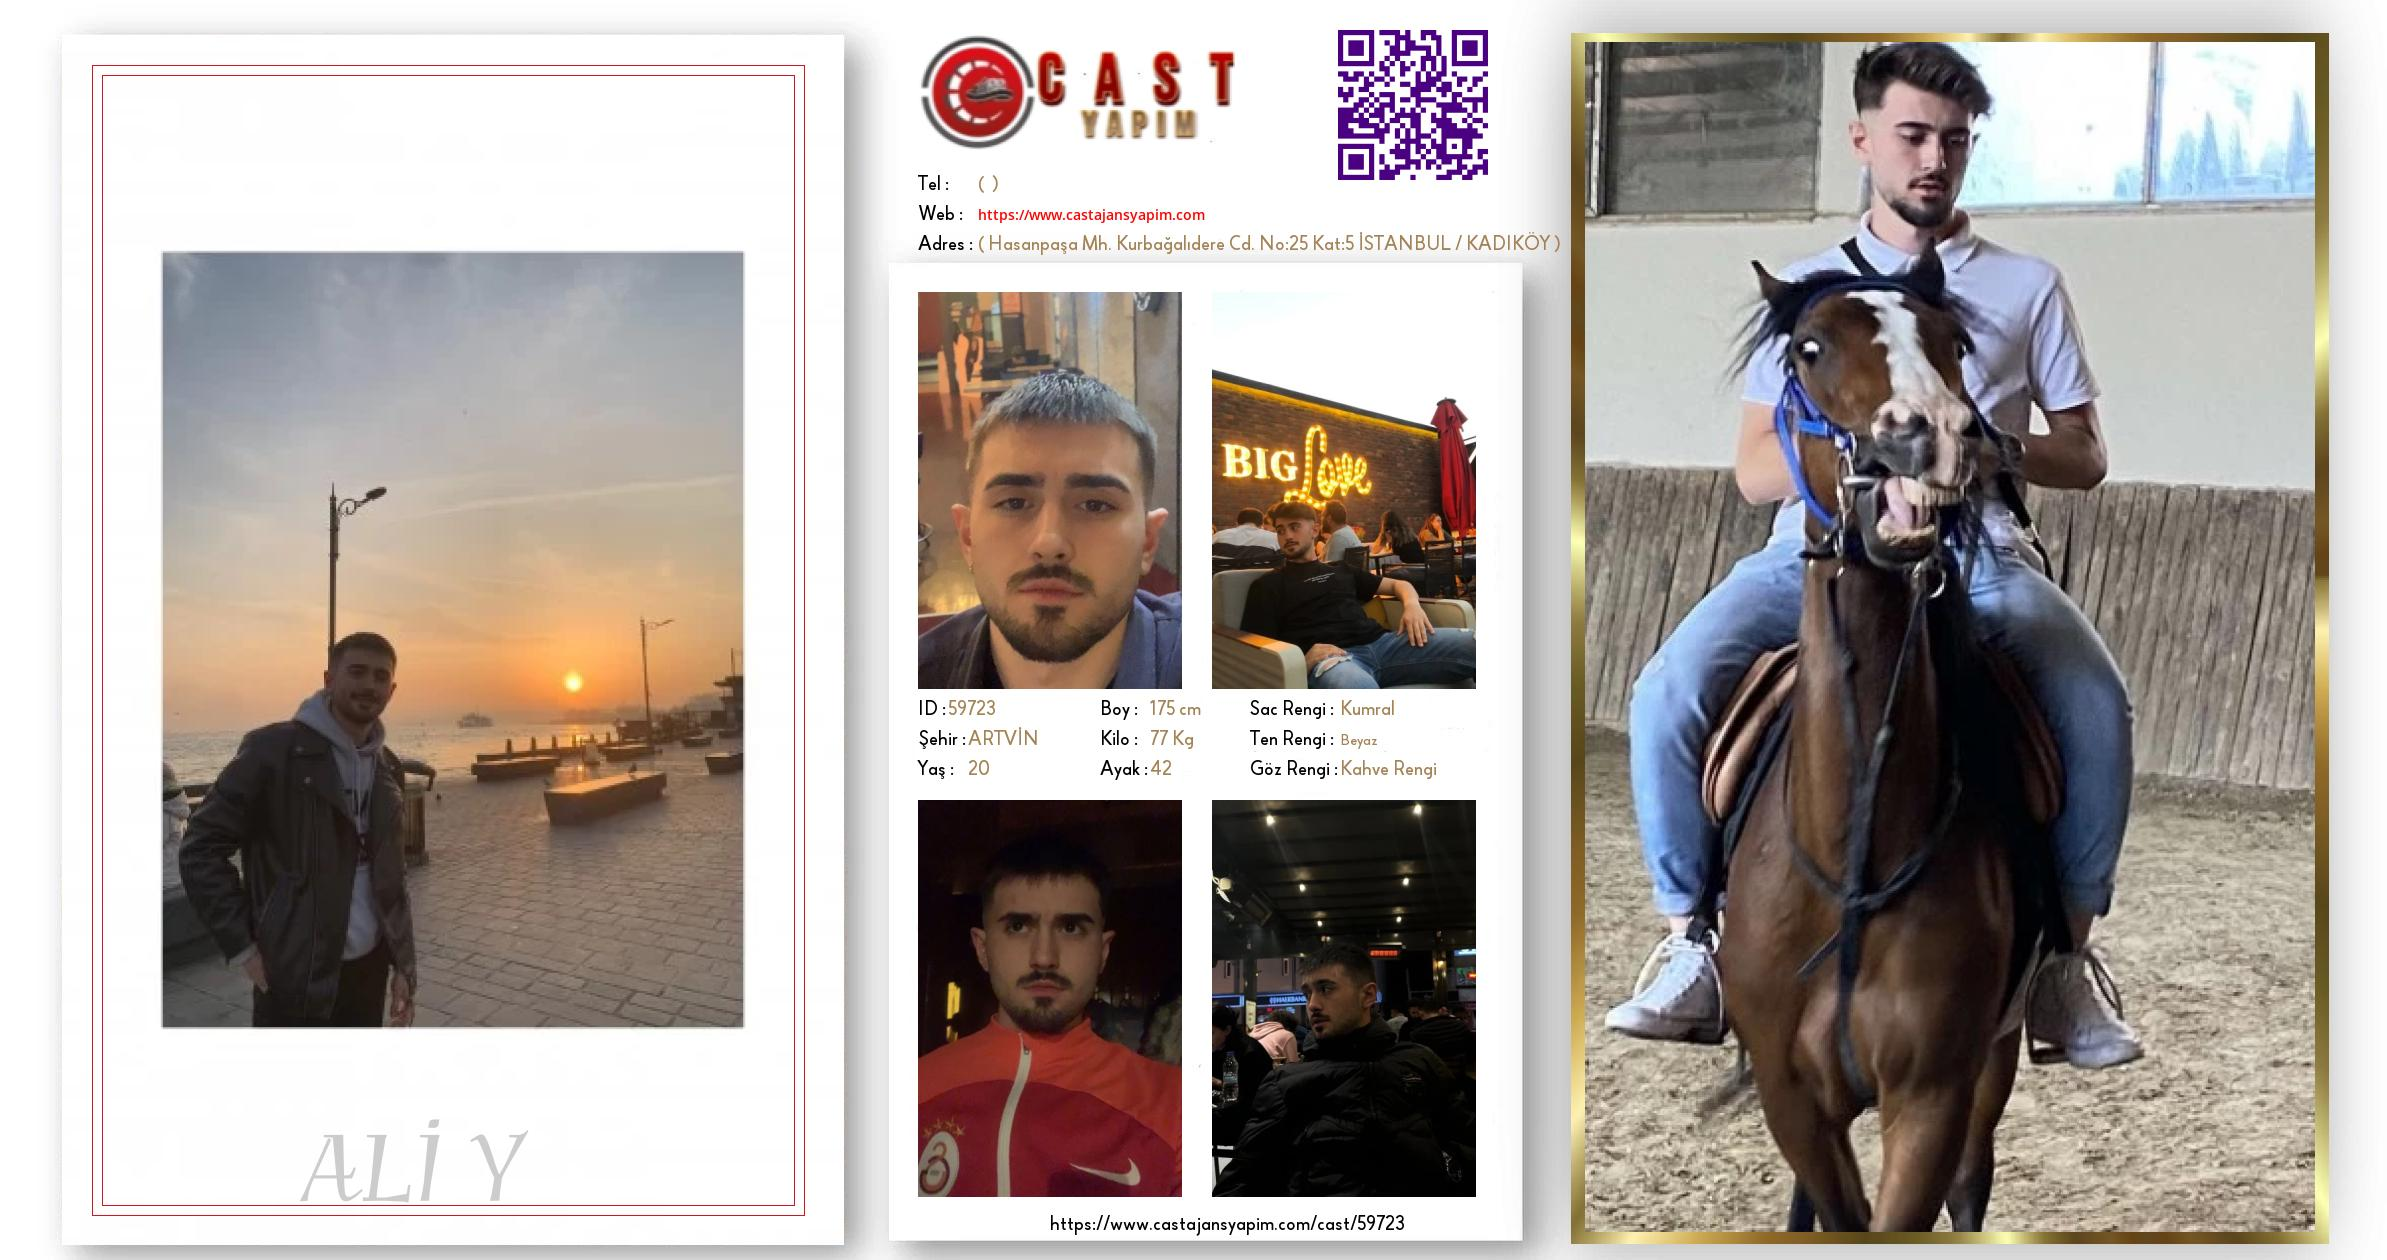 ALİ Y
CAST
YAPIM
Tel : ( )
Web : https://www.castajansyapim.com
Adres : ( Hasanpaşa Mh. Kurbağalıdere Cd. No:25 Kat:5 İSTANBUL / KADIKÖY )
BIG Love
ID : 59723 Boy : 175 cm Sac Rengi : Kumral
Şehir : ARTVİN Kilo : 77 Kg Ten Rengi : Beyaz
Yaş : 20 Ayak : 42 Göz Rengi : Kahve Rengi
HALKBANK
https://www.castajansyapim.com/cast/59723